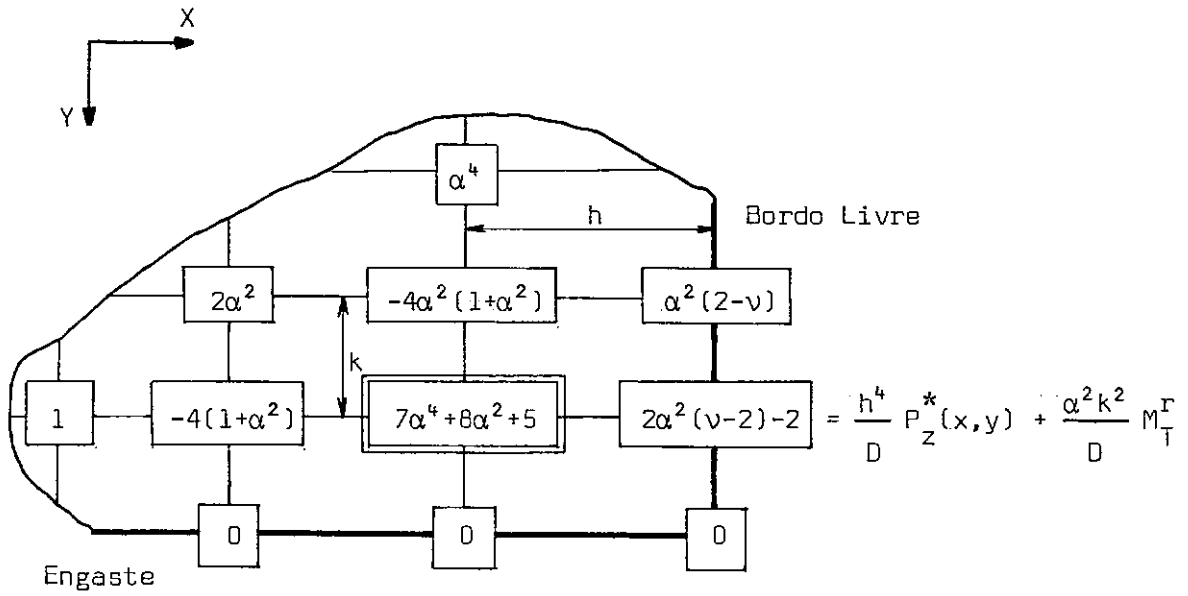 X
Y
α⁴
h
Bordo Livre
2α²
-4α²(1+α²)
α²(2-ν)
k
1
-4(1+α²)
7α⁴+8α²+5
2α²(ν-2)-2
= h⁴/D P*z(x,y) + α²k²/D MᵣT
0
0
0
Engaste